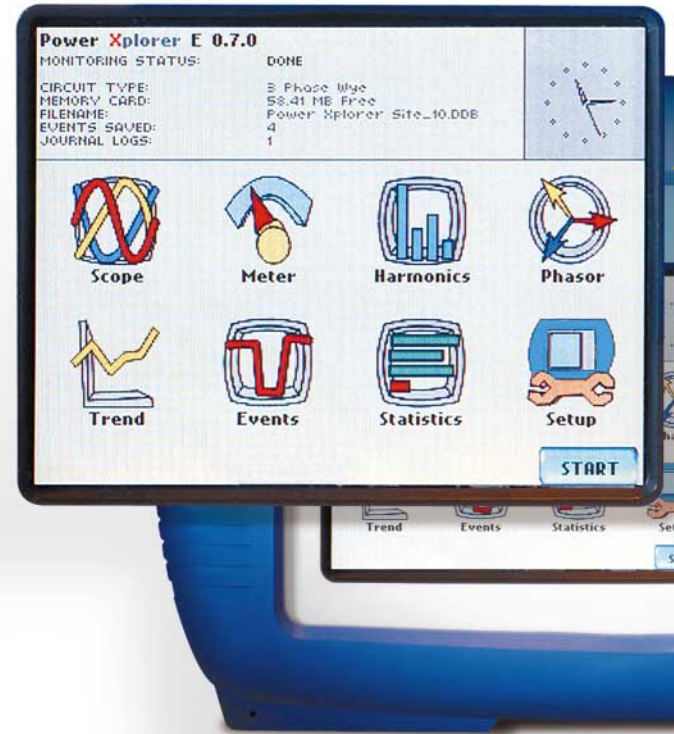 Power Xplorer E 0.7.0
MONITORING STATUS: DONE
CIRCUIT TYPE: 3 Phase Wye
MEMORY CARD: 58.41 MB Free
FILENAME: Power Xplorer Site_10.DDB
EVENTS SAVED: 4
JOURNAL LOGS: 1
Scope Meter Harmonics Phasor
Trend Events Statistics Setup
START
Trend Events Statistics